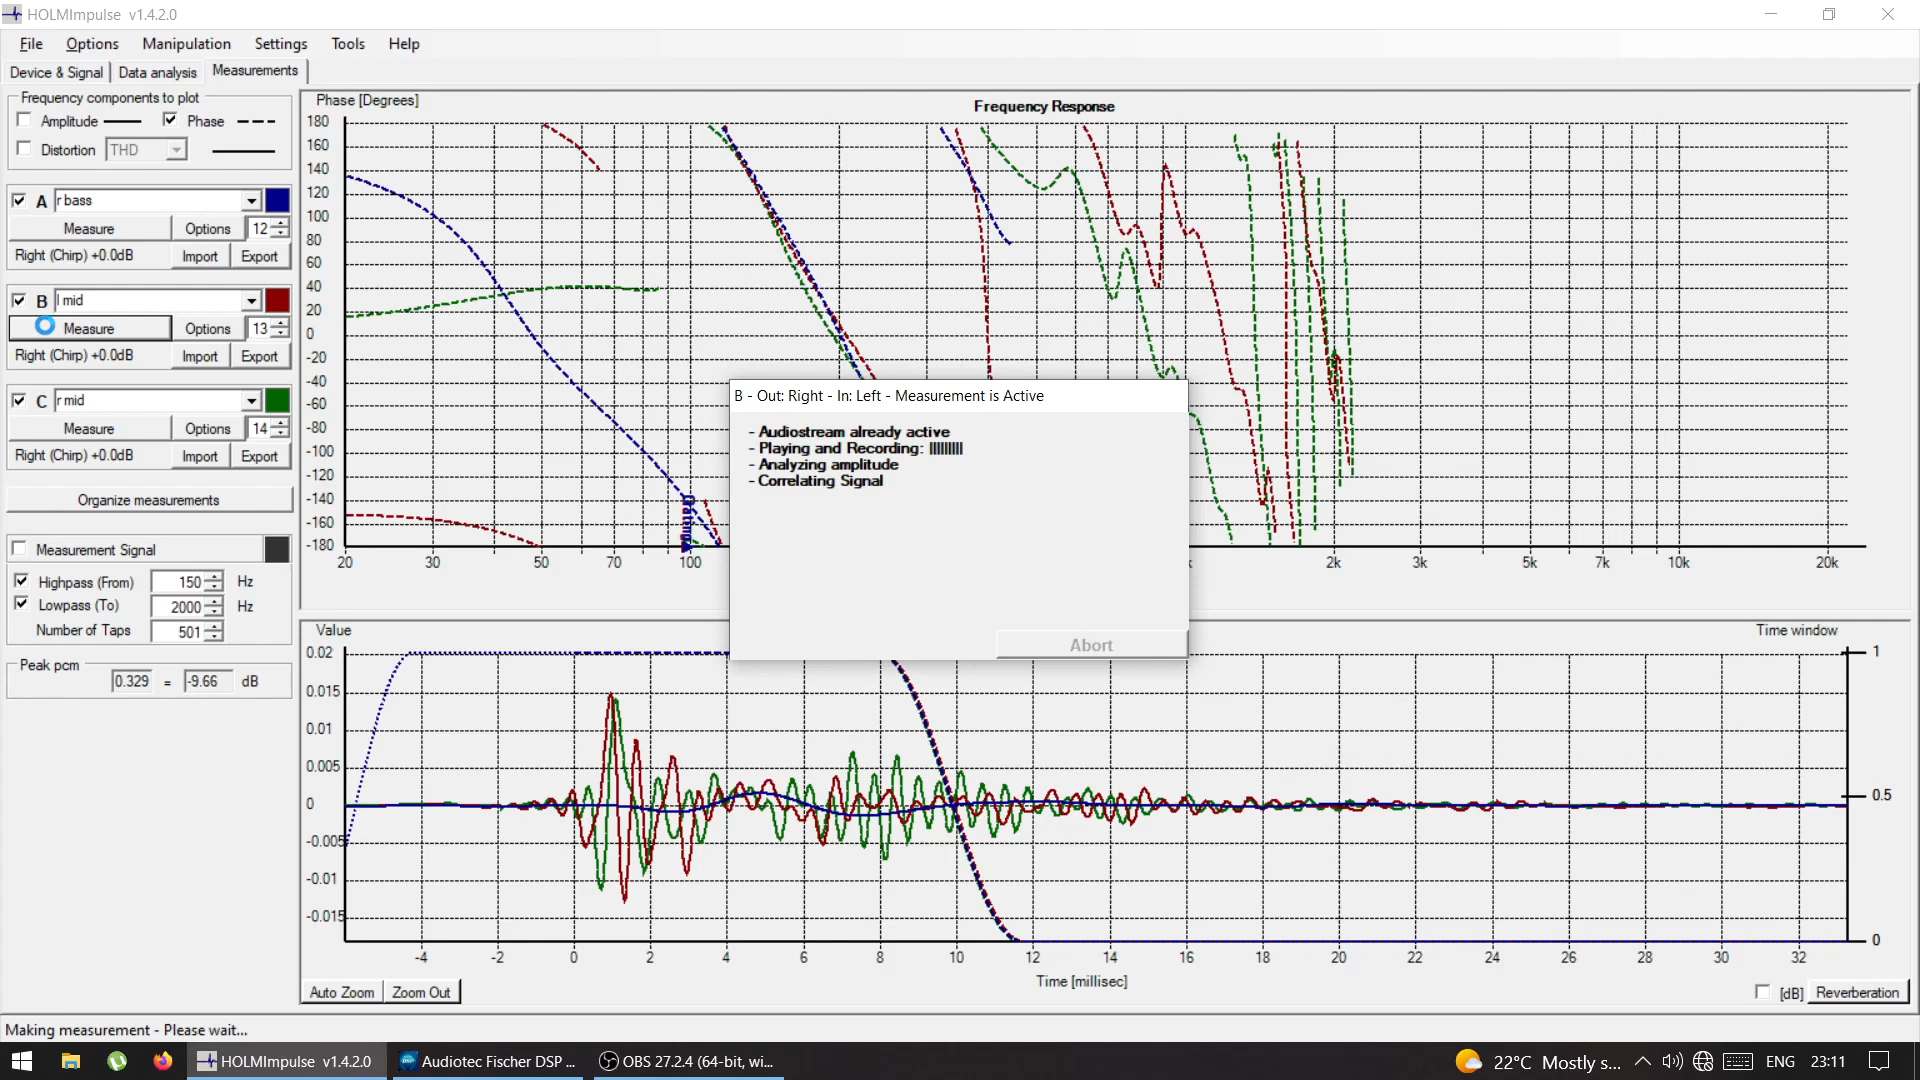 HOLMImpulse v1.4.2.0
File Options Manipulation Settings Tools Help
Device & Signal Data analysis Measurements
Frequency components to plot
Amplitude Phase
Distortion THD
A r bass
Measure Options 12
Right (Chirp) +0.0dB Import Export
B l mid
Measure Options 13
Right (Chirp) +0.0dB Import Export
C r mid
Measure Options 14
Right (Chirp) +0.0dB Import Export
Organize measurements
Measurement Signal
Highpass (From) 150 Hz
Lowpass (To) 2000 Hz
Number of Taps 501
Peak pcm
0.329 = -9.66 dB
Phase [Degrees]
Frequency Response
180
160
140
120
100
80
60
40
20
0
-20
-40
-60
-80
-100
-120
-140
-160
-180
20 30 50 70 100 2k 3k 5k 7k 10k 20k
B - Out: Right - In: Left - Measurement is Active
- Audiostream already active
- Playing and Recording: |||||||||
- Analyzing amplitude
- Correlating Signal
Abort
Value
Time window
0.02
0.015
0.01
0.005
0
-0.005
-0.01
-0.015
1
0.5
0
-4 -2 0 2 4 6 8 10 12 14 16 18 20 22 24 26 28 30 32
Time [millisec]
Auto Zoom Zoom Out
[dB] Reverberation
Making measurement - Please wait...
HOLMImpulse v1.4.2.0 Audiotec Fischer DSP ... OBS 27.2.4 (64-bit, wi... 22°C Mostly s... ENG 23:11